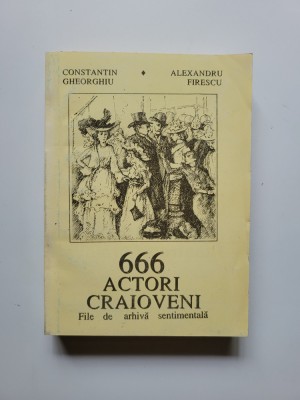 CONSTANTIN ♦ ALEXANDRU
GHEORGHIU FIRESCU
666
ACTORI
CRAIOVENI
File de arhivă sentimentală